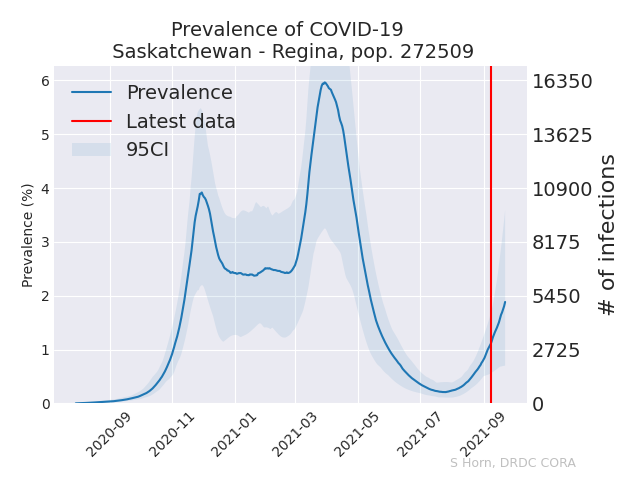 Prevalence of COVID-19
Saskatchewan - Regina, pop. 272509
Prevalence
Latest data
95CI
Prevalence (%)
6
5
4
3
2
1
0
16350
13625
10900
8175
5450
2725
0
# of infections
2020-09
2020-11
2021-01
2021-03
2021-05
2021-07
2021-09
S Horn, DRDC CORA